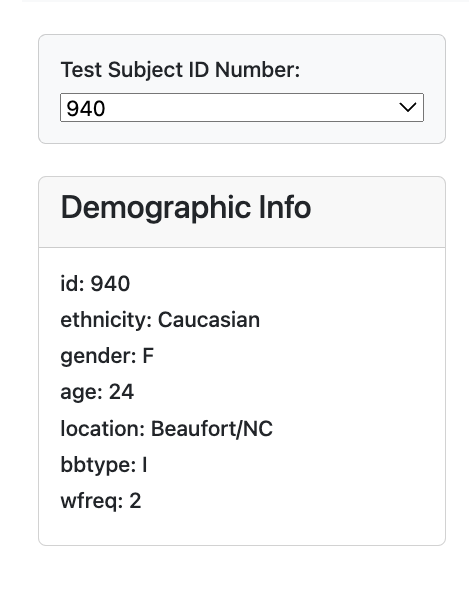 Test Subject ID Number:
940
Demographic Info
id: 940
ethnicity: Caucasian
gender: F
age: 24
location: Beaufort/NC
bbtype: I
wfreq: 2